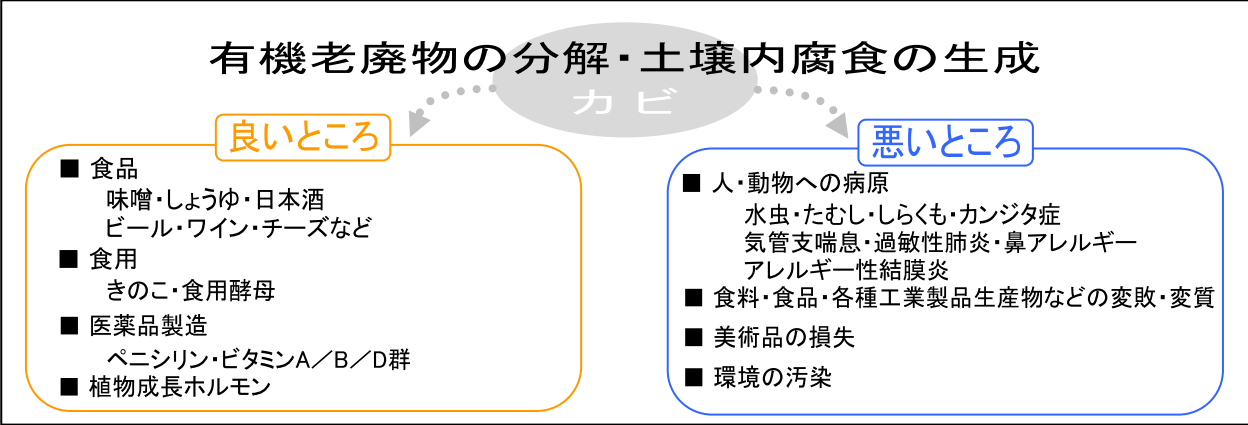 有機老廃物の分解・土壌内腐食の生成
カビ
良いところ
■ 食品
味噌・しょうゆ・日本酒
ビール・ワイン・チーズなど
■ 食用
きのこ・食用酵母
■ 医薬品製造
ペニシリン・ビタミンA／B／D群
■ 植物成長ホルモン
悪いところ
■ 人・動物への病原
水虫・たむし・しらくも・カンジタ症
気管支喘息・過敏性肺炎・鼻アレルギー
アレルギー性結膜炎
■ 食料・食品・各種工業製品生産物などの変敗・変質
■ 美術品の損失
■ 環境の汚染